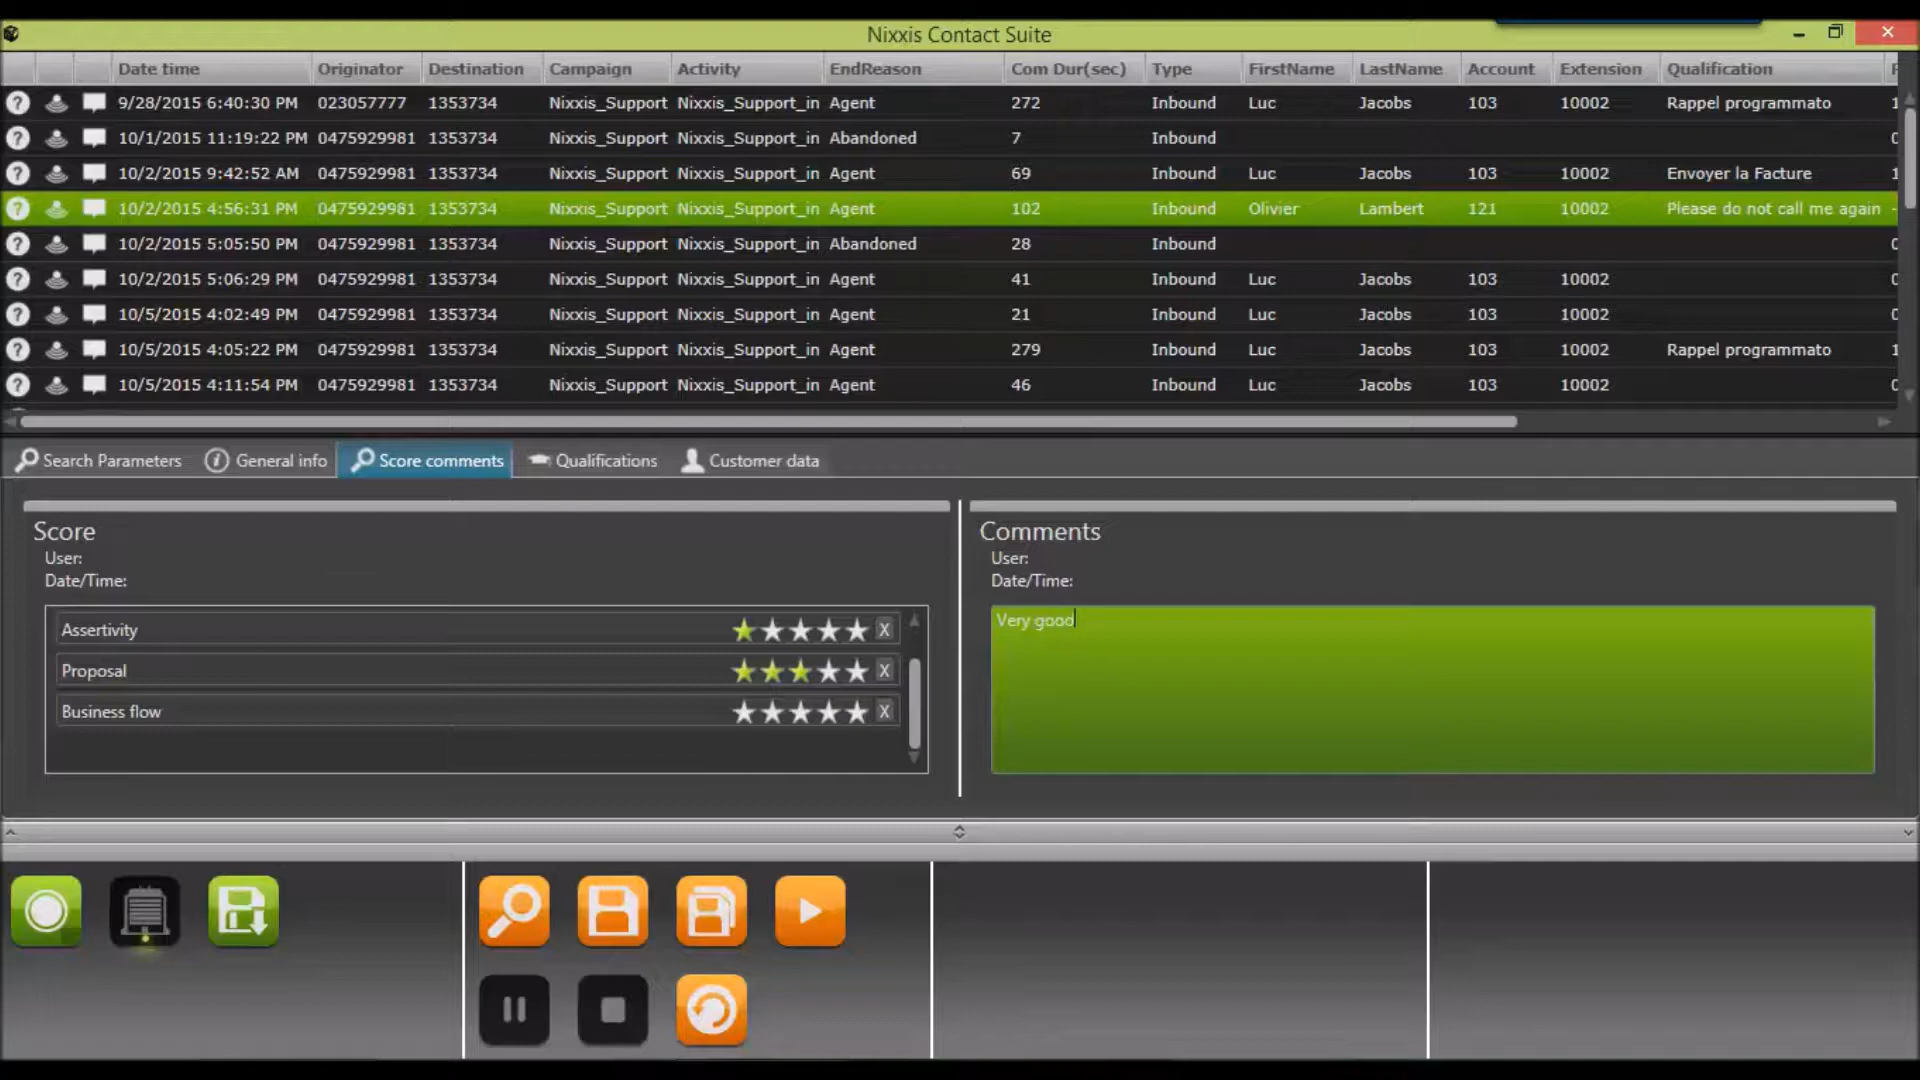 Nixxis Contact Suite
Date time Originator Destination Campaign Activity EndReason Com Dur(sec) Type FirstName LastName Account Extension Qualification
9/28/2015 6:40:30 PM 023057777 1353734 Nixxis_Support Nixxis_Support_in Agent 272 Inbound Luc Jacobs 103 10002 Rappel programmato 1
10/1/2015 11:19:22 PM 0475929981 1353734 Nixxis_Support Nixxis_Support_in Abandoned 7 Inbound
10/2/2015 9:42:52 AM 0475929981 1353734 Nixxis_Support Nixxis_Support_in Agent 69 Inbound Luc Jacobs 103 10002 Envoyer la Facture 1
10/2/2015 4:56:31 PM 0475929981 1353734 Nixxis_Support Nixxis_Support_in Agent 102 Inbound Olivier Lambert 121 10002 Please do not call me again -
10/2/2015 5:05:50 PM 0475929981 1353734 Nixxis_Support Nixxis_Support_in Abandoned 28 Inbound
10/2/2015 5:06:29 PM 0475929981 1353734 Nixxis_Support Nixxis_Support_in Agent 41 Inbound Luc Jacobs 103 10002
10/5/2015 4:02:49 PM 0475929981 1353734 Nixxis_Support Nixxis_Support_in Agent 21 Inbound Luc Jacobs 103 10002
10/5/2015 4:05:22 PM 0475929981 1353734 Nixxis_Support Nixxis_Support_in Agent 279 Inbound Luc Jacobs 103 10002 Rappel programmato 1
10/5/2015 4:11:54 PM 0475929981 1353734 Nixxis_Support Nixxis_Support_in Agent 46 Inbound Luc Jacobs 103 10002
Search Parameters General info Score comments Qualifications Customer data
Score
User:
Date/Time:
Assertivity X
Proposal X
Business flow X
Comments
User:
Date/Time:
Very good